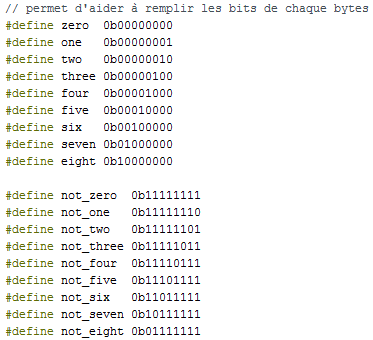 // permet d'aider à remplir les bits de chaque bytes
#define zero  0b00000000
#define one   0b00000001
#define two   0b00000010
#define three 0b00000100
#define four  0b00001000
#define five  0b00010000
#define six   0b00100000
#define seven 0b01000000
#define eight 0b10000000

#define not_zero  0b11111111
#define not_one   0b11111110
#define not_two   0b11111101
#define not_three 0b11111011
#define not_four  0b11110111
#define not_five  0b11101111
#define not_six   0b11011111
#define not_seven 0b10111111
#define not_eight 0b01111111